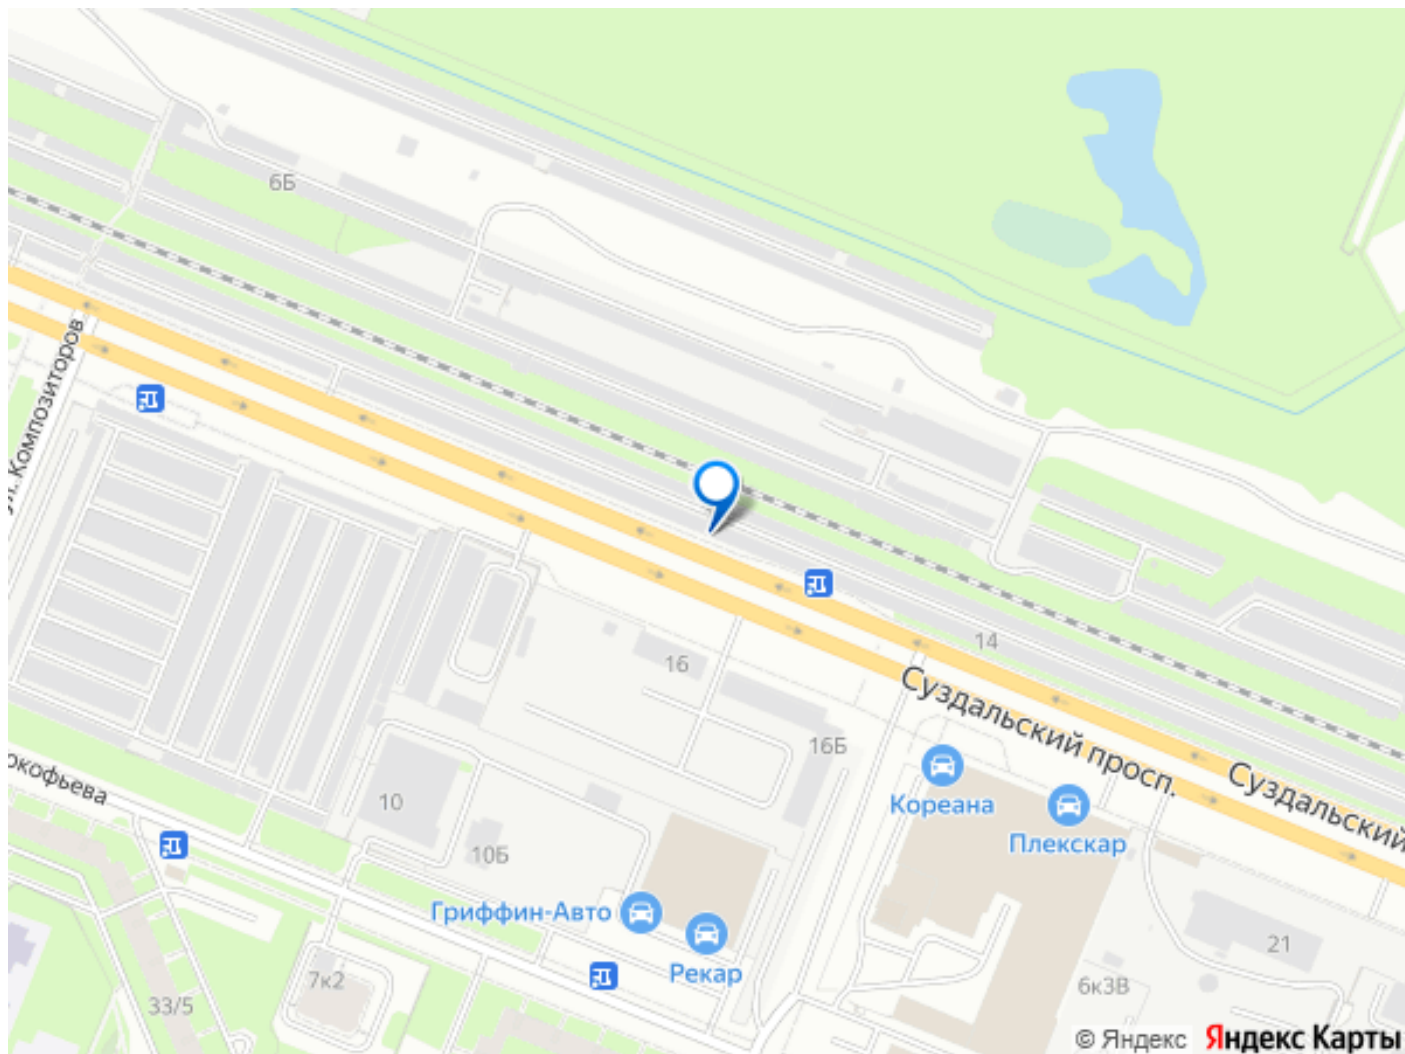 6Б
ул. Композиторов
14
16
Суздальский просп.
16Б
Суздальский
Кореана
Плекскар
окофьева
10
10Б
Гриффин-Авто
Рекар
21
7к2
6к3В
33/5
© Яндекс Яндекс Карты